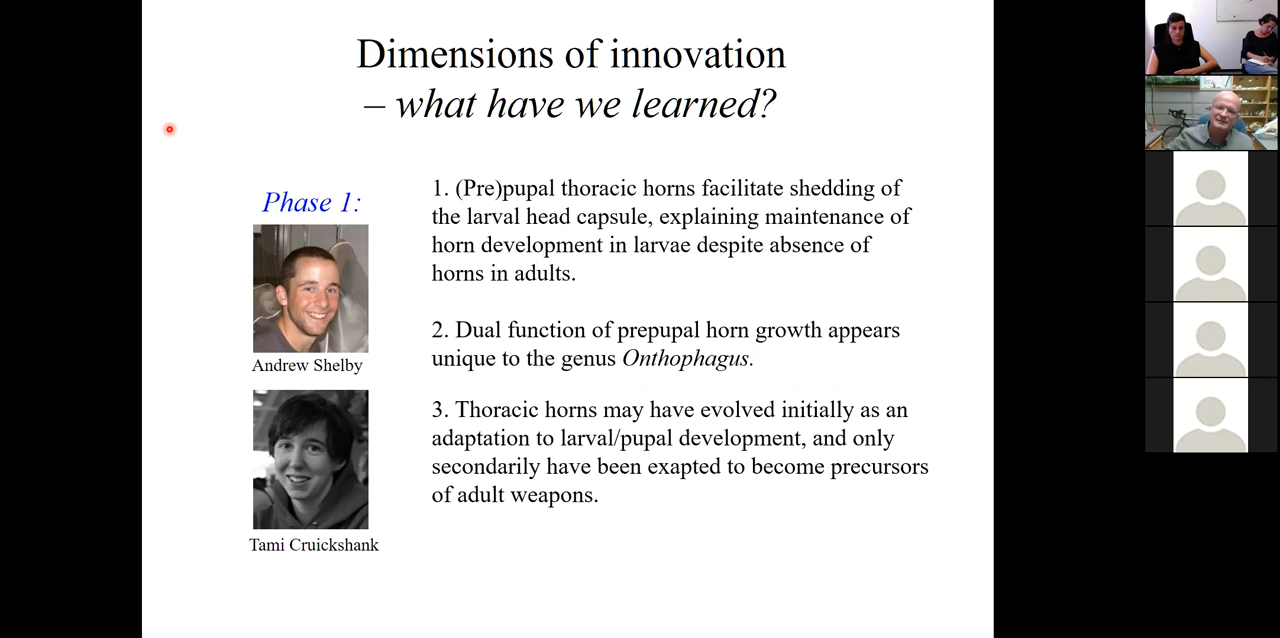 Dimensions of innovation
– what have we learned?
Phase 1:
Andrew Shelby
Tami Cruickshank
1. (Pre)pupal thoracic horns facilitate shedding of
the larval head capsule, explaining maintenance of
horn development in larvae despite absence of
horns in adults.
2. Dual function of prepupal horn growth appears
unique to the genus Onthophagus.
3. Thoracic horns may have evolved initially as an
adaptation to larval/pupal development, and only
secondarily have been exapted to become precursors
of adult weapons.